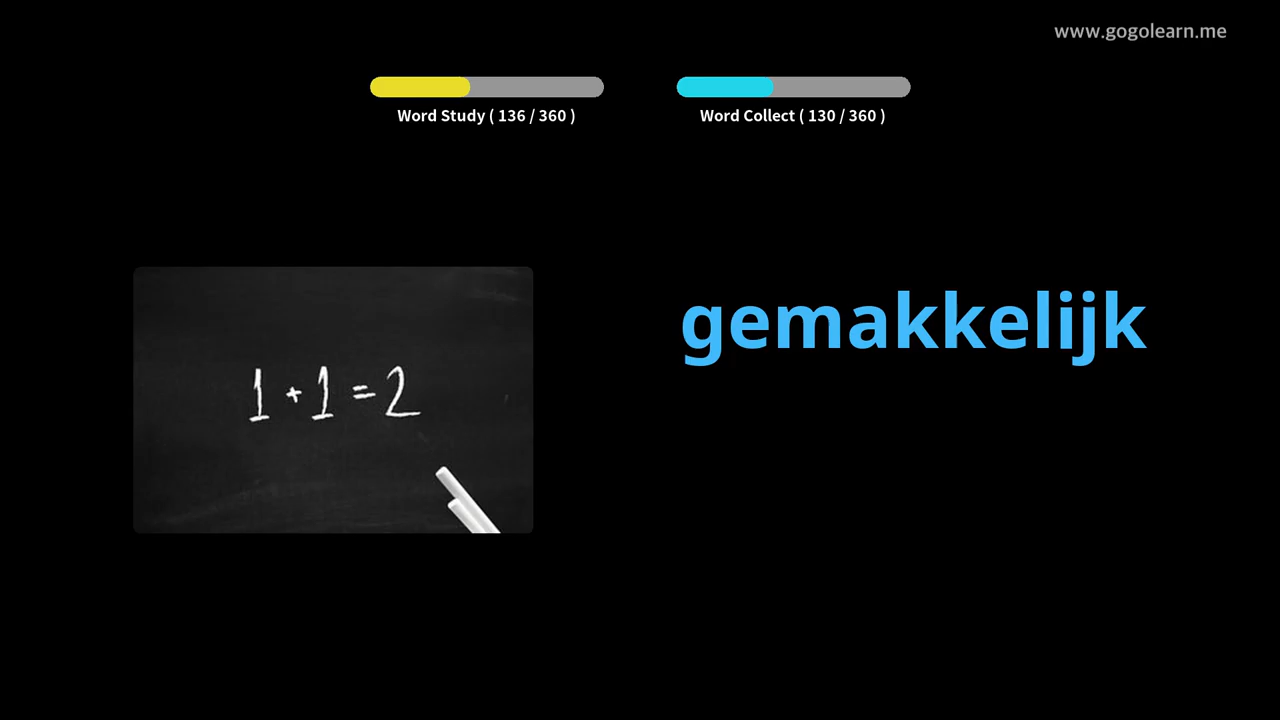 www.gogolearn.me
Word Study ( 136 / 360 )
Word Collect ( 130 / 360 )
gemakkelijk
1 + 1 = 2